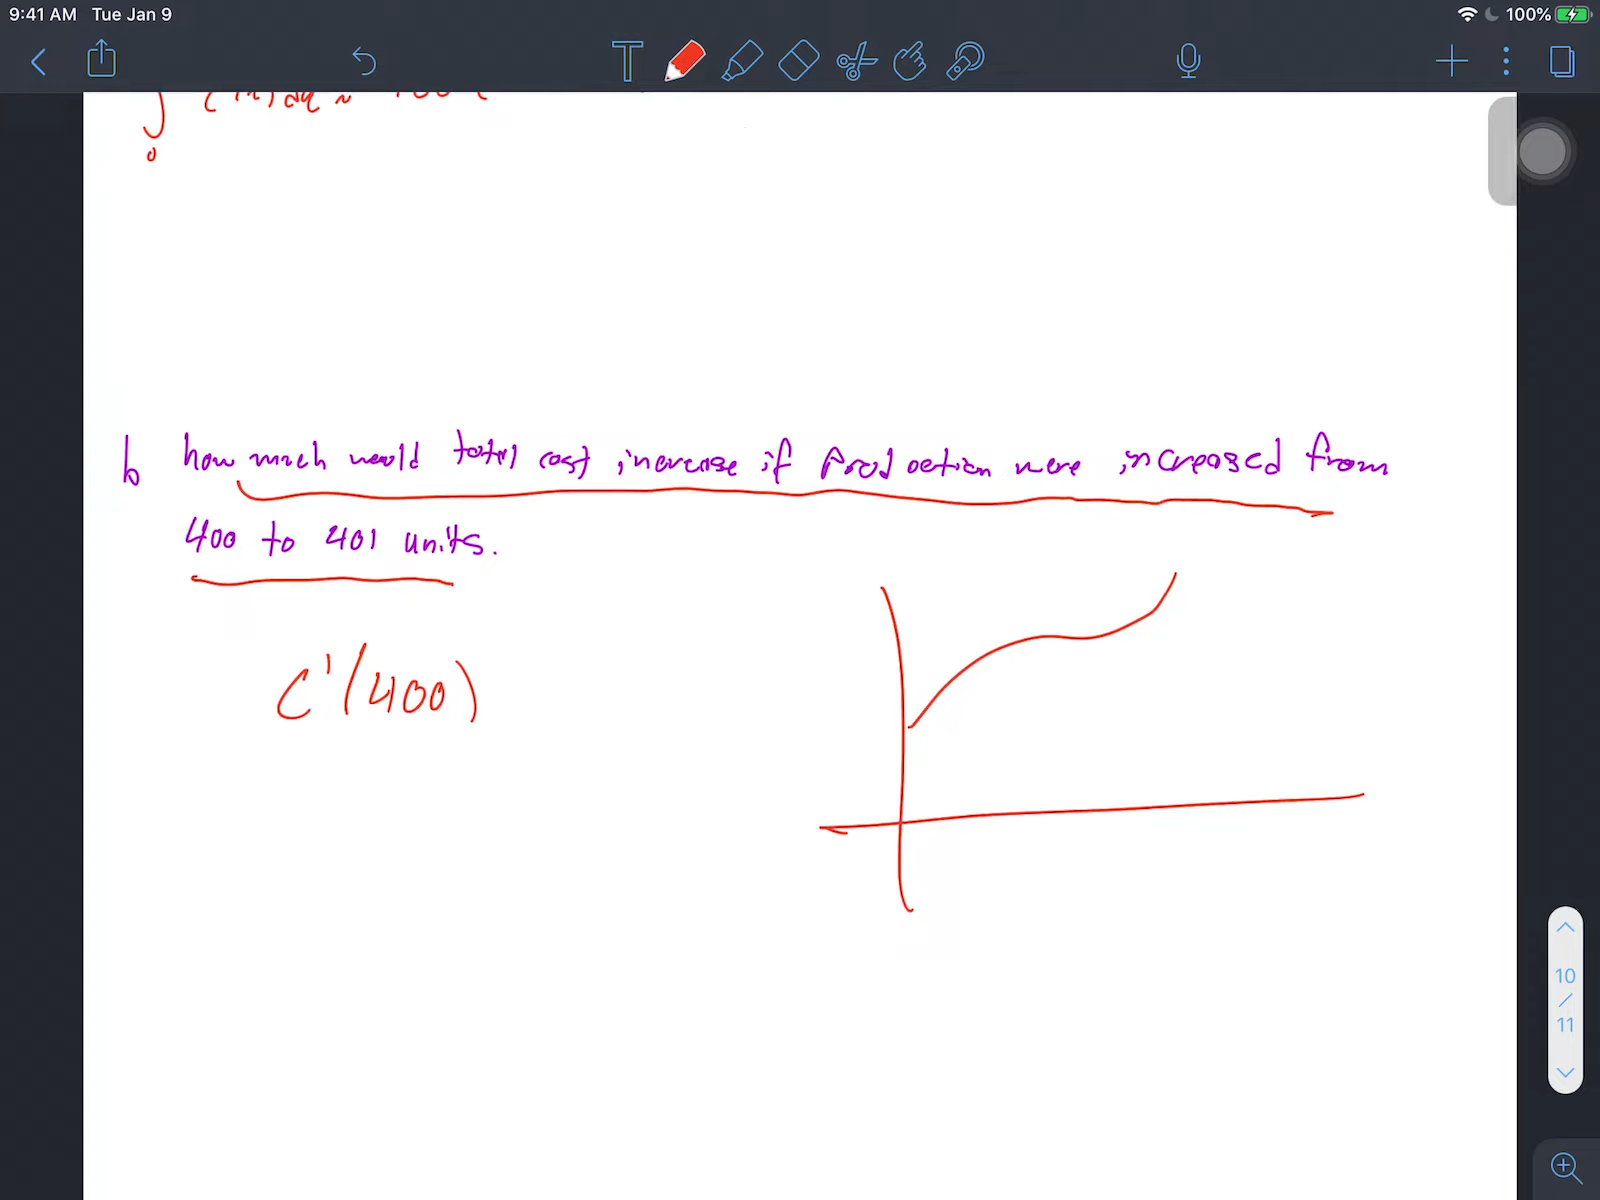 9:41 AM Tue Jan 9
100%
T
0
b how much would total cost increase if production were increased from
400 to 401 units.
C'(400)
10
/
11